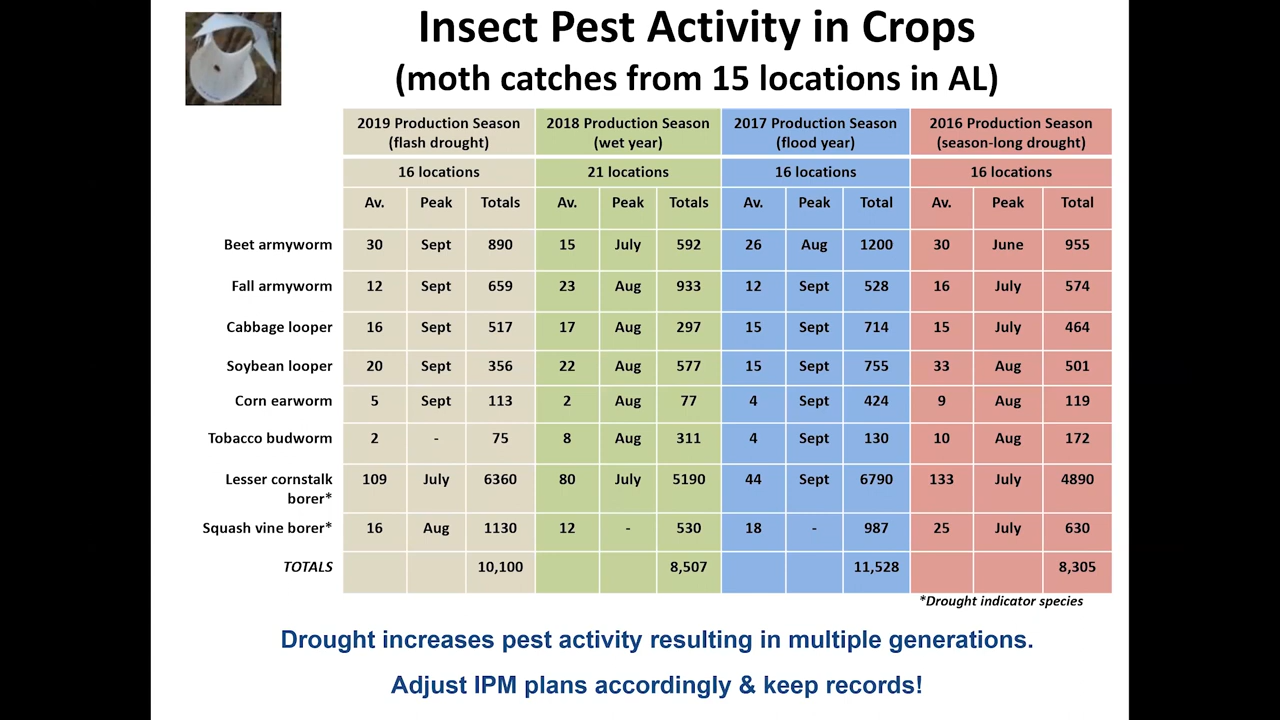 Insect Pest Activity in Crops
(moth catches from 15 locations in AL)
2019 Production Season (flash drought) 2018 Production Season (wet year) 2017 Production Season (flood year) 2016 Production Season (season-long drought)
16 locations 21 locations 16 locations 16 locations
Av. Peak Totals Av. Peak Totals Av. Peak Total Av. Peak Total
Beet armyworm 30 Sept 890 15 July 592 26 Aug 1200 30 June 955
Fall armyworm 12 Sept 659 23 Aug 933 12 Sept 528 16 July 574
Cabbage looper 16 Sept 517 17 Aug 297 15 Sept 714 15 July 464
Soybean looper 20 Sept 356 22 Aug 577 15 Sept 755 33 Aug 501
Corn earworm 5 Sept 113 2 Aug 77 4 Sept 424 9 Aug 119
Tobacco budworm 2 - 75 8 Aug 311 4 Sept 130 10 Aug 172
Lesser cornstalk borer* 109 July 6360 80 July 5190 44 Sept 6790 133 July 4890
Squash vine borer* 16 Aug 1130 12 - 530 18 - 987 25 July 630
TOTALS 10,100 8,507 11,528 8,305
*Drought indicator species
Drought increases pest activity resulting in multiple generations.
Adjust IPM plans accordingly & keep records!